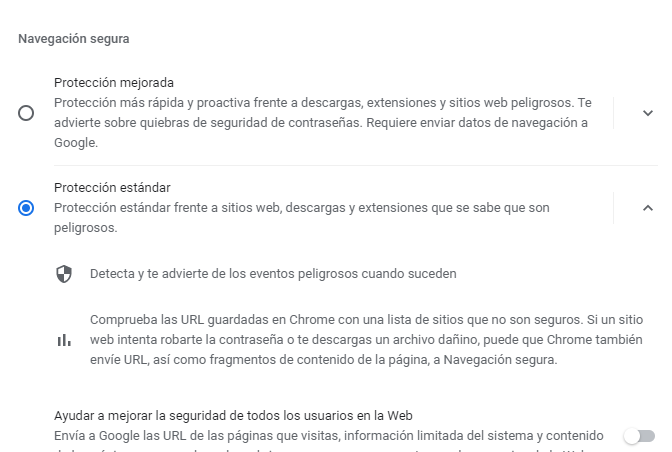 Navegación segura
Protección mejorada
Protección más rápida y proactiva frente a descargas, extensiones y sitios web peligrosos. Te
advierte sobre quiebras de seguridad de contraseñas. Requiere enviar datos de navegación a
Google.
Protección estándar
Protección estándar frente a sitios web, descargas y extensiones que se sabe que son
peligrosos.
Detecta y te advierte de los eventos peligrosos cuando suceden
Comprueba las URL guardadas en Chrome con una lista de sitios que no son seguros. Si un sitio
web intenta robarte la contraseña o te descargas un archivo dañino, puede que Chrome también
envíe URL, así como fragmentos de contenido de la página, a Navegación segura.
Ayudar a mejorar la seguridad de todos los usuarios en la Web
Envía a Google las URL de las páginas que visitas, información limitada del sistema y contenido